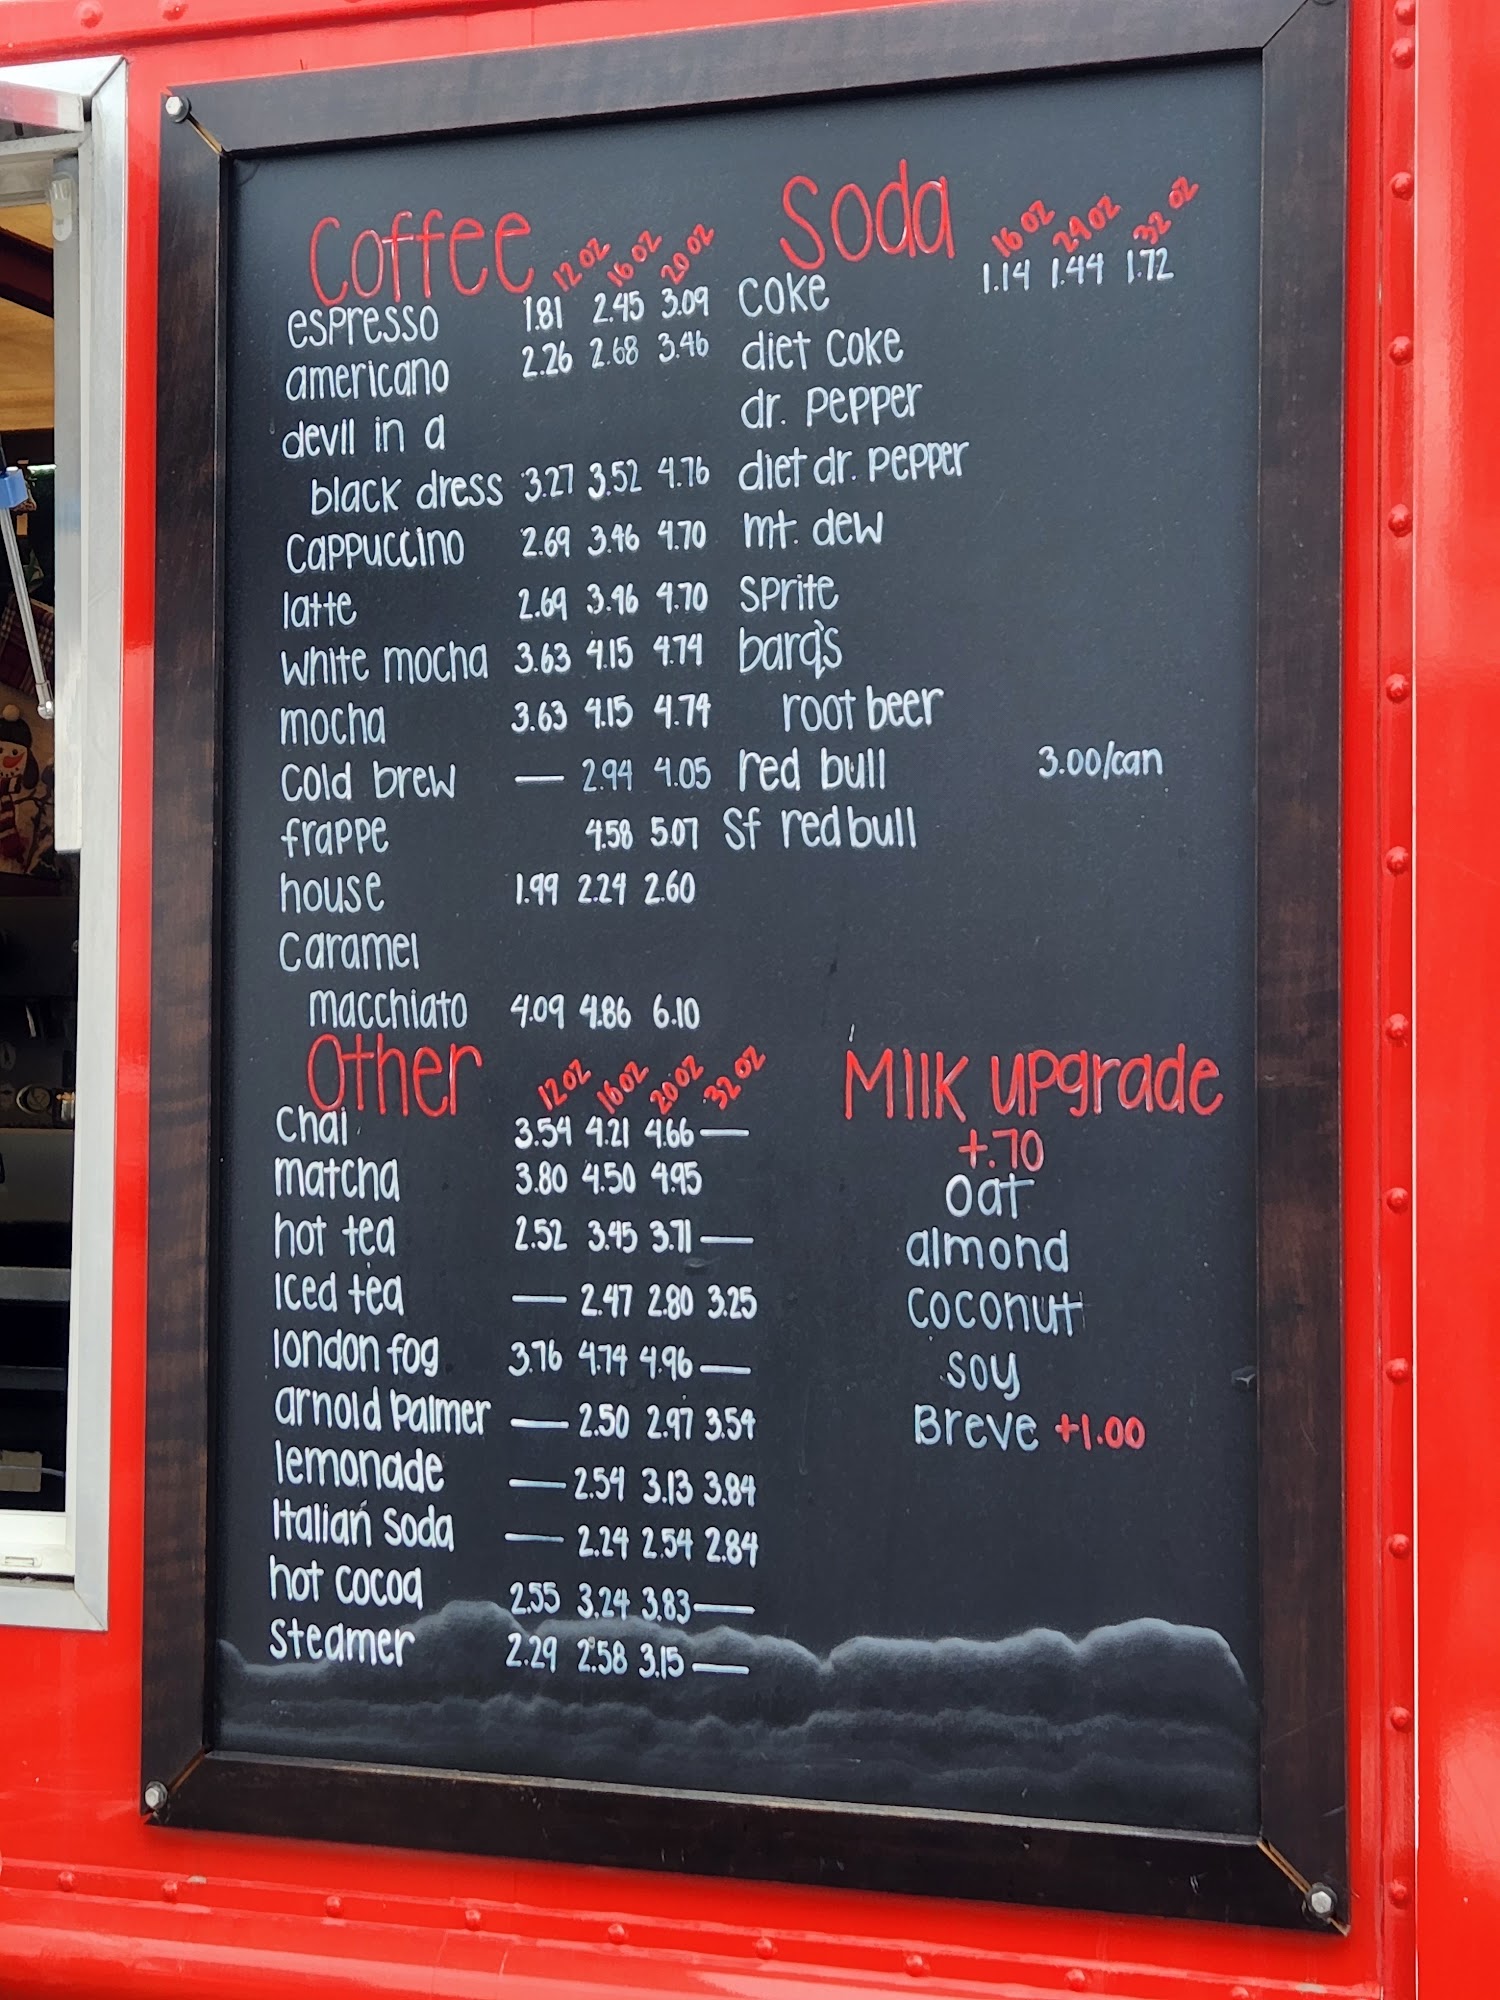 Coffee 12 oz 16 oz 20 oz
espresso 1.81 2.45 3.09
americano 2.26 2.68 3.46
devil in a
black dress 3.27 3.52 4.76
cappuccino 2.69 3.46 4.70
latte 2.69 3.46 4.70
white mocha 3.63 4.15 4.74
mocha 3.63 4.15 4.74
cold brew — 2.94 4.05
frappe 4.58 5.07
house 1.99 2.24 2.60
caramel
macchiato 4.09 4.86 6.10
Soda 16 oz 24 oz 32 oz
coke 1.14 1.44 1.72
diet coke
dr. pepper
diet dr. pepper
mt. dew
sprite
barq's
root beer
red bull 3.00/can
sf red bull
Other 12 oz 16 oz 20 oz 32 oz
chai 3.54 4.21 4.66 —
matcha 3.80 4.50 4.95
hot tea 2.52 3.45 3.71 —
Iced tea — 2.47 2.80 3.25
london fog 3.76 4.74 4.96 —
arnold palmer — 2.50 2.97 3.54
lemonade — 2.54 3.13 3.84
Italian soda — 2.24 2.54 2.84
hot cocoa 2.55 3.24 3.83 —
steamer 2.29 2.58 3.15 —
Milk upgrade
+.70
oat
almond
coconut
soy
Breve +1.00